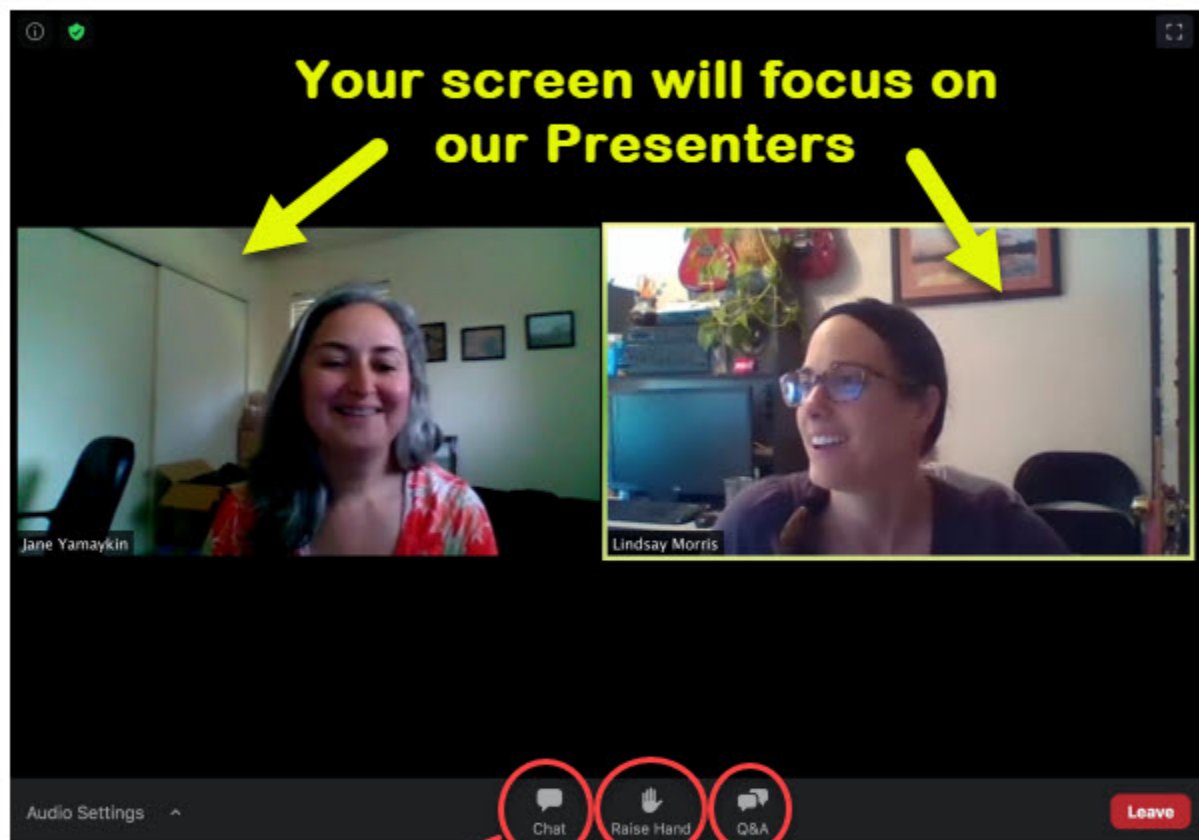 Your screen will focus on
our Presenters
Jane Yamaykin
Lindsay Morris
Audio Settings
Chat
Raise Hand
Q&A
Leave